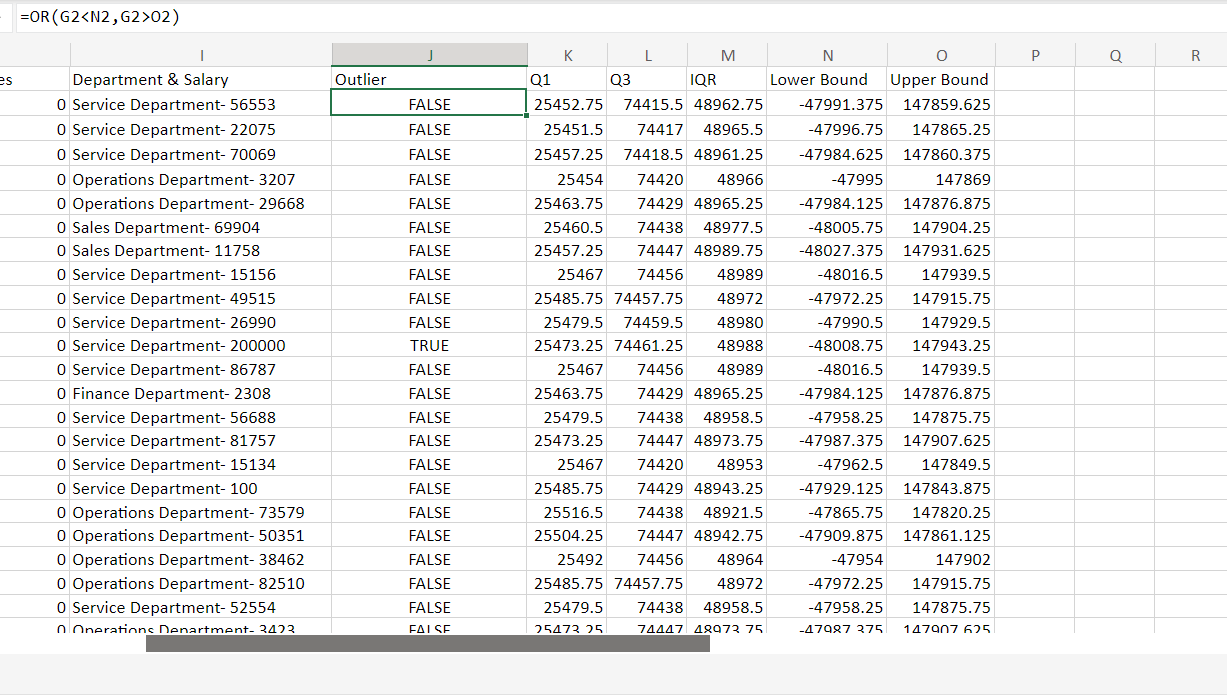 =OR(G2<N2,G2>O2)
I J K L M N O P Q R
es Department & Salary Outlier Q1 Q3 IQR Lower Bound Upper Bound
0 Service Department- 56553 FALSE 25452.75 74415.5 48962.75 -47991.375 147859.625
0 Service Department- 22075 FALSE 25451.5 74417 48965.5 -47996.75 147865.25
0 Service Department- 70069 FALSE 25457.25 74418.5 48961.25 -47984.625 147860.375
0 Operations Department- 3207 FALSE 25454 74420 48966 -47995 147869
0 Operations Department- 29668 FALSE 25463.75 74429 48965.25 -47984.125 147876.875
0 Sales Department- 69904 FALSE 25460.5 74438 48977.5 -48005.75 147904.25
0 Sales Department- 11758 FALSE 25457.25 74447 48989.75 -48027.375 147931.625
0 Service Department- 15156 FALSE 25467 74456 48989 -48016.5 147939.5
0 Service Department- 49515 FALSE 25485.75 74457.75 48972 -47972.25 147915.75
0 Service Department- 26990 FALSE 25479.5 74459.5 48980 -47990.5 147929.5
0 Service Department- 200000 TRUE 25473.25 74461.25 48988 -48008.75 147943.25
0 Service Department- 86787 FALSE 25467 74456 48989 -48016.5 147939.5
0 Finance Department- 2308 FALSE 25463.75 74429 48965.25 -47984.125 147876.875
0 Service Department- 56688 FALSE 25479.5 74438 48958.5 -47958.25 147875.75
0 Service Department- 81757 FALSE 25473.25 74447 48973.75 -47987.375 147907.625
0 Service Department- 15134 FALSE 25467 74420 48953 -47962.5 147849.5
0 Service Department- 100 FALSE 25485.75 74429 48943.25 -47929.125 147843.875
0 Operations Department- 73579 FALSE 25516.5 74438 48921.5 -47865.75 147820.25
0 Operations Department- 50351 FALSE 25504.25 74447 48942.75 -47909.875 147861.125
0 Operations Department- 38462 FALSE 25492 74456 48964 -47954 147902
0 Operations Department- 82510 FALSE 25485.75 74457.75 48972 -47972.25 147915.75
0 Service Department- 52554 FALSE 25479.5 74438 48958.5 -47958.25 147875.75
0 Operations Department- 3423 FALSE 25473.25 74447 48973.75 -47987.375 147907.625